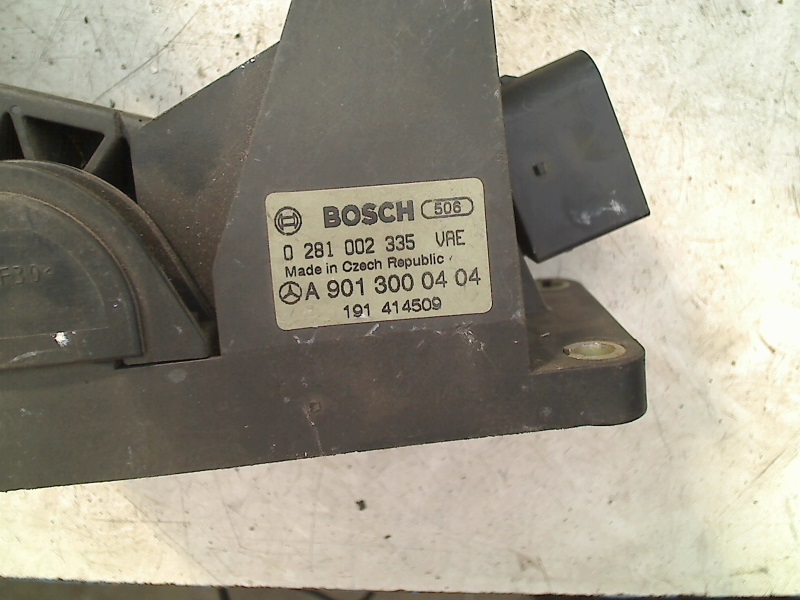 BOSCH 506
0 281 002 335 VAE
Made in Czech Republic
A 901 300 04 04
191 414509